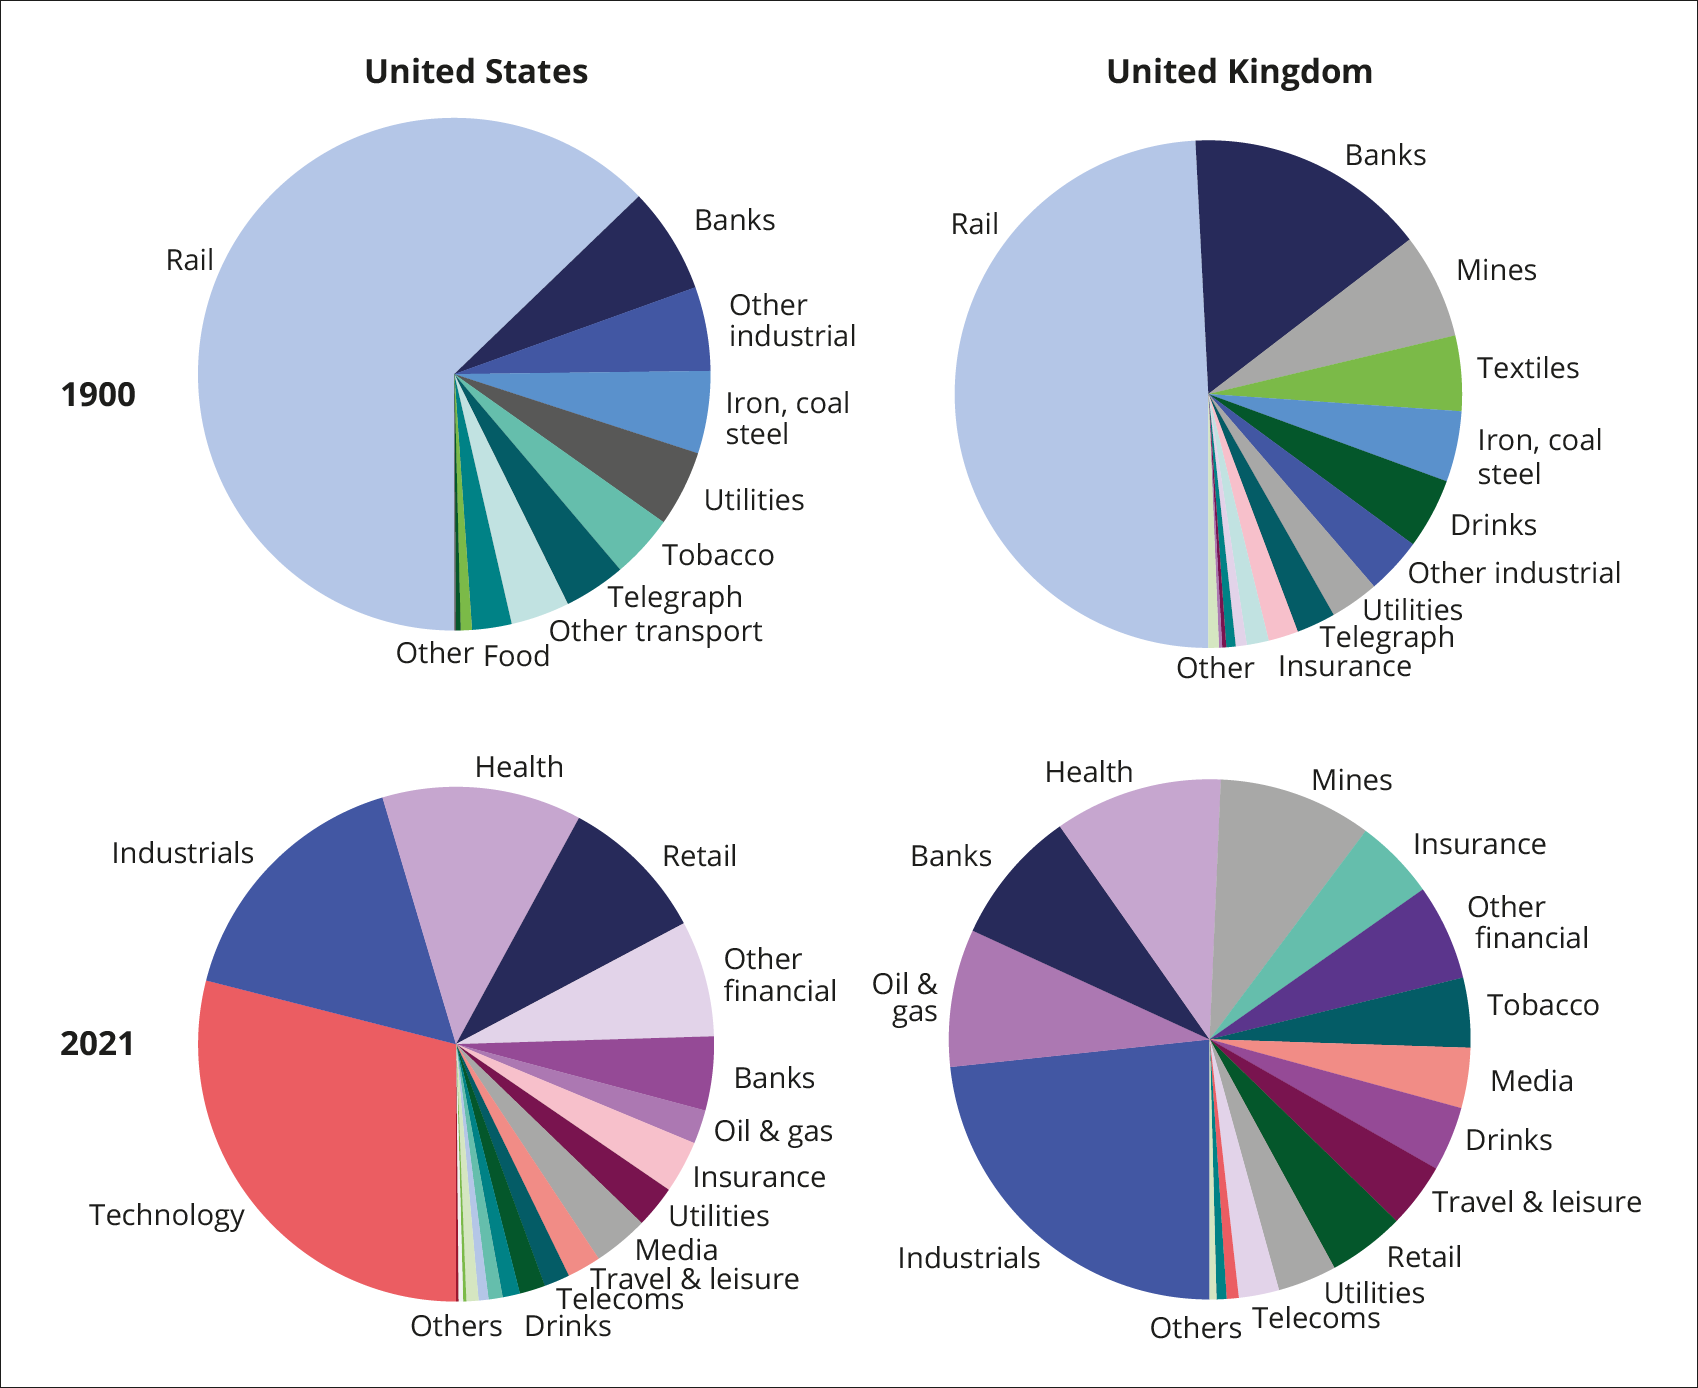 United States
United Kingdom
1900
Rail
Banks
Other
industrial
Iron, coal
steel
Utilities
Tobacco
Telegraph
Other transport
Food
Other
Rail
Banks
Mines
Textiles
Iron, coal
steel
Drinks
Other industrial
Utilities
Telegraph
Insurance
Other
2021
Technology
Industrials
Health
Retail
Other
financial
Banks
Oil & gas
Insurance
Utilities
Media
Travel & leisure
Telecoms
Drinks
Others
Industrials
Oil &
gas
Banks
Health
Mines
Insurance
Other
financial
Tobacco
Media
Drinks
Travel & leisure
Retail
Utilities
Telecoms
Others